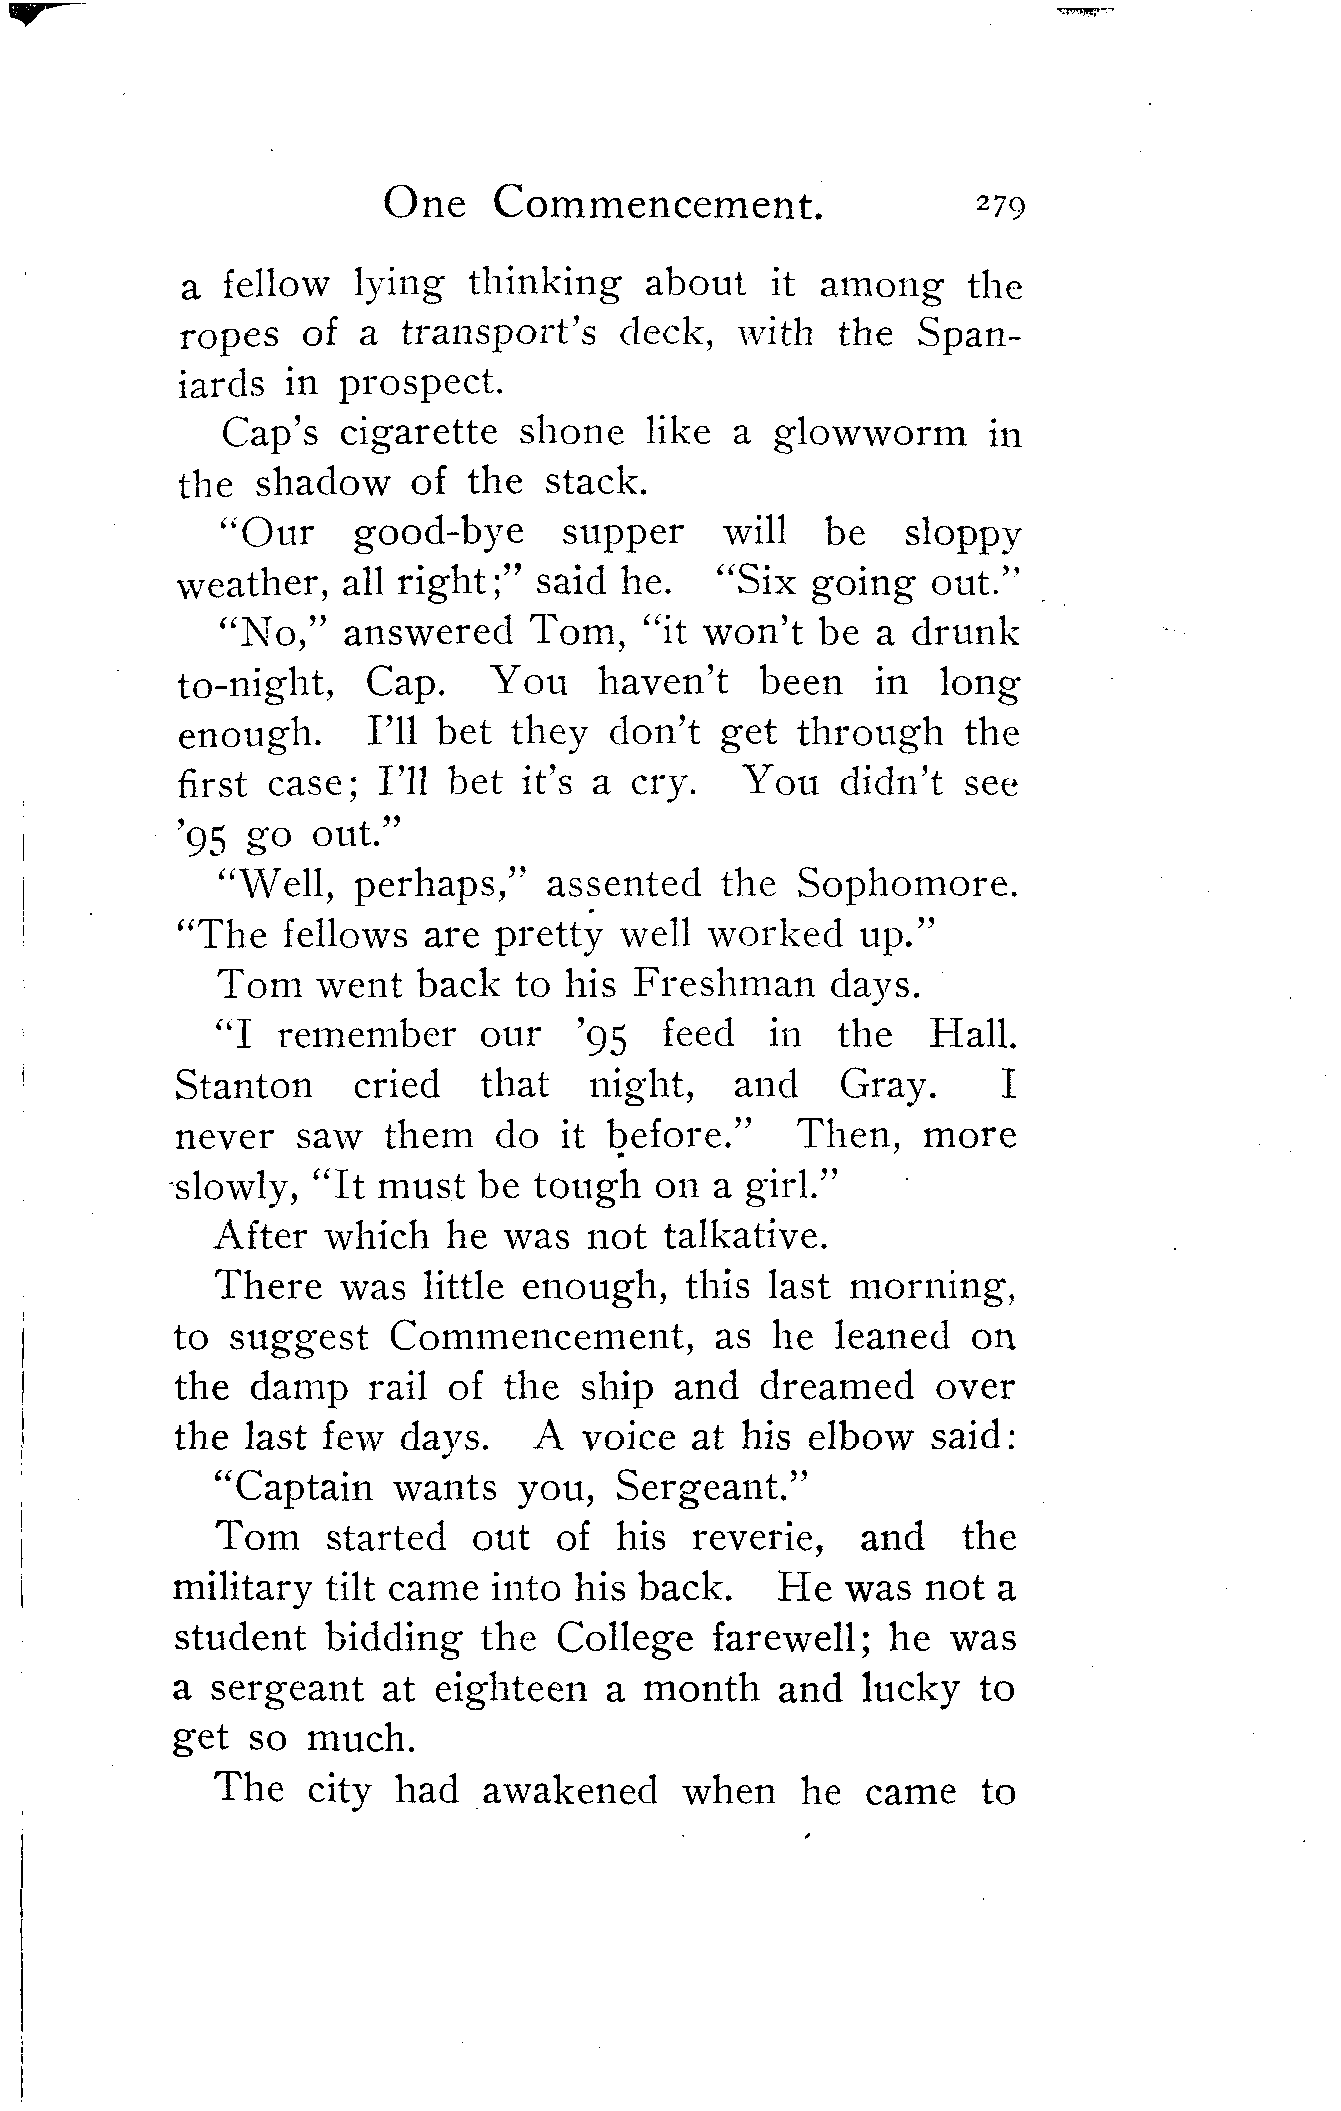 One Commencement. 279
a fellow lying thinking about it among the
ropes of a transport's deck, with the Span-
iards in prospect.
Cap's cigarette shone like a glowworm in
the shadow of the stack.
"Our good-bye supper will be sloppy
weather, all right;" said he. "Six going out."
"No," answered Tom, "it won't be a drunk
to-night, Cap. You haven't been in long
enough. I'll bet they don't get through the
first case; I'll bet it's a cry. You didn't see
'95 go out."
"Well, perhaps," assented the Sophomore.
"The fellows are pretty well worked up."
Tom went back to his Freshman days.
"I remember our '95 feed in the Hall.
Stanton cried that night, and Gray. I
never saw them do it before." Then, more
slowly, "It must be tough on a girl."
After which he was not talkative.
There was little enough, this last morning,
to suggest Commencement, as he leaned on
the damp rail of the ship and dreamed over
the last few days. A voice at his elbow said:
"Captain wants you, Sergeant."
Tom started out of his reverie, and the
military tilt came into his back. He was not a
student bidding the College farewell; he was
a sergeant at eighteen a month and lucky to
get so much.
The city had awakened when he came to